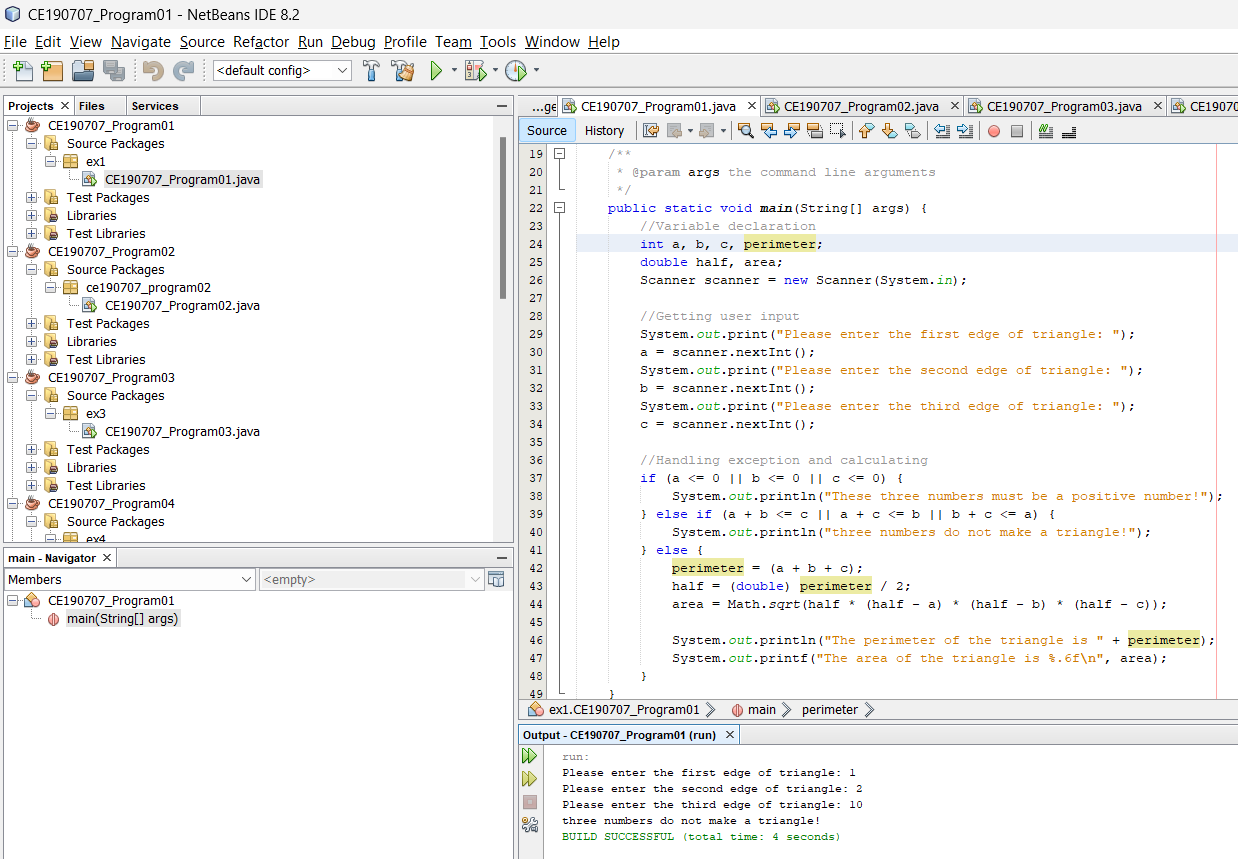 CE190707_Program01 - NetBeans IDE 8.2
File Edit View Navigate Source Refactor Run Debug Profile Team Tools Window Help
<default config>
Projects Files Services
CE190707_Program01
Source Packages
ex1
CE190707_Program01.java
Test Packages
Libraries
Test Libraries
CE190707_Program02
Source Packages
ce190707_program02
CE190707_Program02.java
Test Packages
Libraries
Test Libraries
CE190707_Program03
Source Packages
ex3
CE190707_Program03.java
Test Packages
Libraries
Test Libraries
CE190707_Program04
Source Packages
ex4
main - Navigator
Members <empty>
CE190707_Program01
main(String[] args)
...ge CE190707_Program01.java CE190707_Program02.java CE190707_Program03.java CE19070
Source History
19 /**
20 * @param args the command line arguments
21 */
22 public static void main(String[] args) {
23 //Variable declaration
24 int a, b, c, perimeter;
25 double half, area;
26 Scanner scanner = new Scanner(System.in);
27
28 //Getting user input
29 System.out.print("Please enter the first edge of triangle: ");
30 a = scanner.nextInt();
31 System.out.print("Please enter the second edge of triangle: ");
32 b = scanner.nextInt();
33 System.out.print("Please enter the third edge of triangle: ");
34 c = scanner.nextInt();
35
36 //Handling exception and calculating
37 if (a <= 0 || b <= 0 || c <= 0) {
38 System.out.println("These three numbers must be a positive number!");
39 } else if (a + b <= c || a + c <= b || b + c <= a) {
40 System.out.println("three numbers do not make a triangle!");
41 } else {
42 perimeter = (a + b + c);
43 half = (double) perimeter / 2;
44 area = Math.sqrt(half * (half - a) * (half - b) * (half - c));
45
46 System.out.println("The perimeter of the triangle is " + perimeter);
47 System.out.printf("The area of the triangle is %.6f\n", area);
48 }
49 }
ex1.CE190707_Program01 main perimeter
Output - CE190707_Program01 (run)
run:
Please enter the first edge of triangle: 1
Please enter the second edge of triangle: 2
Please enter the third edge of triangle: 10
three numbers do not make a triangle!
BUILD SUCCESSFUL (total time: 4 seconds)